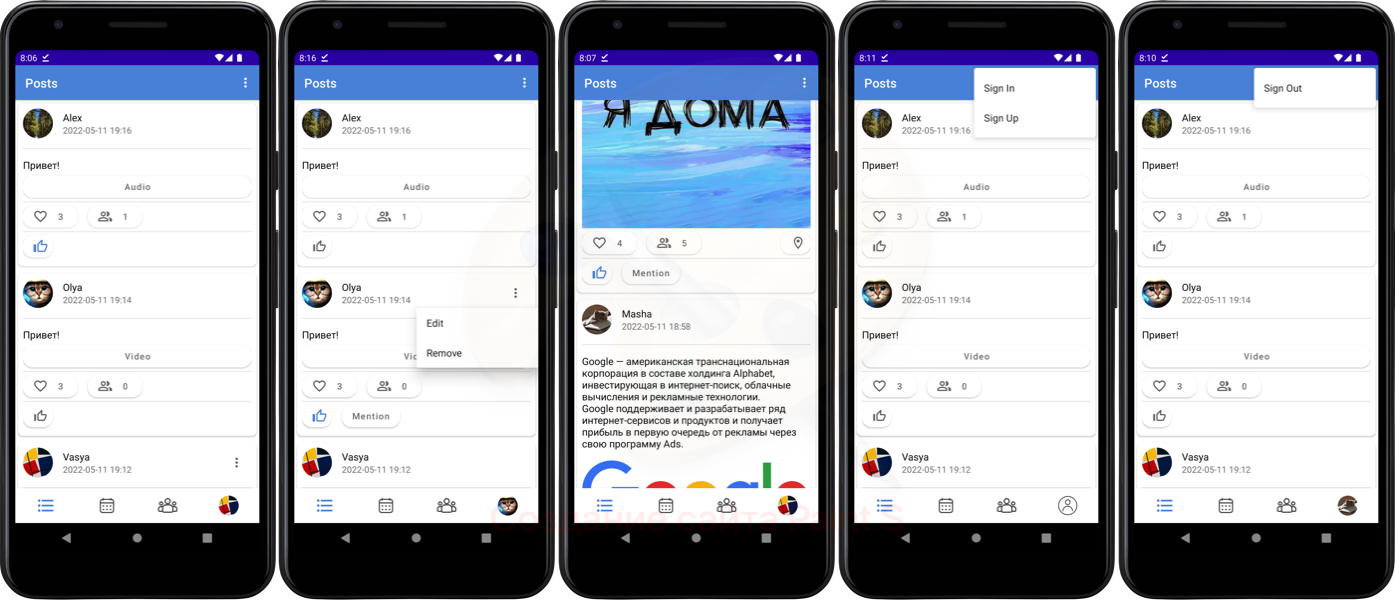 8:06
Posts
Alex
2022-05-11 19:16
Привет!
Audio
3 1
Olya
2022-05-11 19:14
Привет!
Video
3 0
Vasya
2022-05-11 19:12
8:16
Posts
Alex
2022-05-11 19:16
Привет!
Audio
3 1
Olya
2022-05-11 19:14
Edit
Remove
Привет!
3 0
Mention
Vasya
2022-05-11 19:12
8:07
Posts
Я ДОМА
4 5
Mention
Masha
2022-05-11 18:58
Google — американская транснациональная
корпорация в составе холдинга Alphabet,
инвестирующая в интернет-поиск, облачные
вычисления и рекламные технологии.
Google поддерживает и разрабатывает ряд
интернет-сервисов и продуктов и получает
прибыль в первую очередь от рекламы через
свою программу Ads.
Google
8:11
Posts
Sign In
Sign Up
Alex
2022-05-11 19:16
Привет!
Audio
3 1
Olya
2022-05-11 19:14
Привет!
Video
3 0
Vasya
2022-05-11 19:12
8:10
Posts
Sign Out
Alex
2022-05-11 19:16
Привет!
Audio
3 1
Olya
2022-05-11 19:14
Привет!
Video
3 0
Vasya
2022-05-11 19:12
Создание сайта Paint S